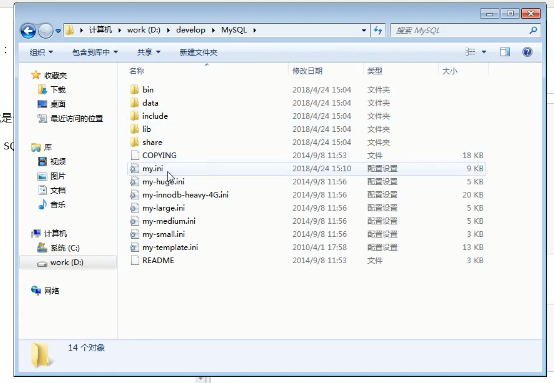 计算机 work (D:) develop MySQL 搜索 MySQL
组织 包含到库中 共享 新建文件夹
名称 修改日期 类型 大小
收藏夹
下载
桌面
最近访问的位置
库
视频
图片
文档
音乐
计算机
系统 (C:)
work (D:)
网络
bin 2018/4/24 15:04 文件夹
data 2018/4/24 15:04 文件夹
include 2018/4/24 15:04 文件夹
lib 2018/4/24 15:04 文件夹
share 2018/4/24 15:04 文件夹
COPYING 2014/9/8 11:53 文件 18 KB
my.ini 2018/4/24 15:10 配置设置 9 KB
my-huge.ini 2014/9/8 11:56 配置设置 5 KB
my-innodb-heavy-4G.ini 2014/9/8 11:56 配置设置 20 KB
my-large.ini 2014/9/8 11:56 配置设置 5 KB
my-medium.ini 2014/9/8 11:56 配置设置 5 KB
my-small.ini 2014/9/8 11:56 配置设置 3 KB
my-template.ini 2010/4/1 17:58 配置设置 13 KB
README 2014/9/8 11:53 文件 3 KB
14 个对象